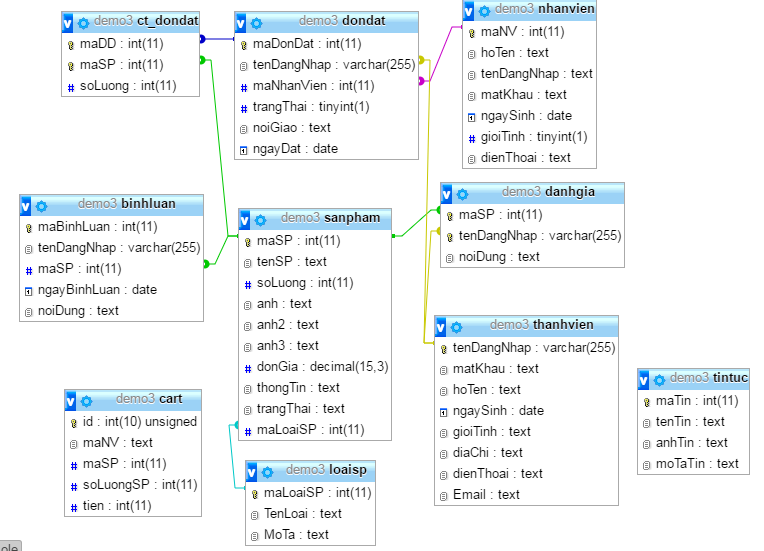 demo3 ct_dondat
maDD : int(11)
maSP : int(11)
soLuong : int(11)
demo3 dondat
maDonDat : int(11)
tenDangNhap : varchar(255)
maNhanVien : int(11)
trangThai : tinyint(1)
noiGiao : text
ngayDat : date
demo3 nhanvien
maNV : int(11)
hoTen : text
tenDangNhap : text
matKhau : text
ngaySinh : date
gioiTinh : tinyint(1)
dienThoai : text
demo3 binhluan
maBinhLuan : int(11)
tenDangNhap : varchar(255)
maSP : int(11)
ngayBinhLuan : date
noiDung : text
demo3 sanpham
maSP : int(11)
tenSP : text
soLuong : int(11)
anh : text
anh2 : text
anh3 : text
donGia : decimal(15,3)
thongTin : text
trangThai : text
maLoaiSP : int(11)
demo3 danhgia
maSP : int(11)
tenDangNhap : varchar(255)
noiDung : text
demo3 thanhvien
tenDangNhap : varchar(255)
matKhau : text
hoTen : text
ngaySinh : date
gioiTinh : text
diaChi : text
dienThoai : text
Email : text
demo3 tintuc
maTin : int(11)
tenTin : text
anhTin : text
moTaTin : text
demo3 cart
id : int(10) unsigned
maNV : text
maSP : int(11)
soLuongSP : int(11)
tien : int(11)
demo3 loaisp
maLoaiSP : int(11)
TenLoai : text
MoTa : text